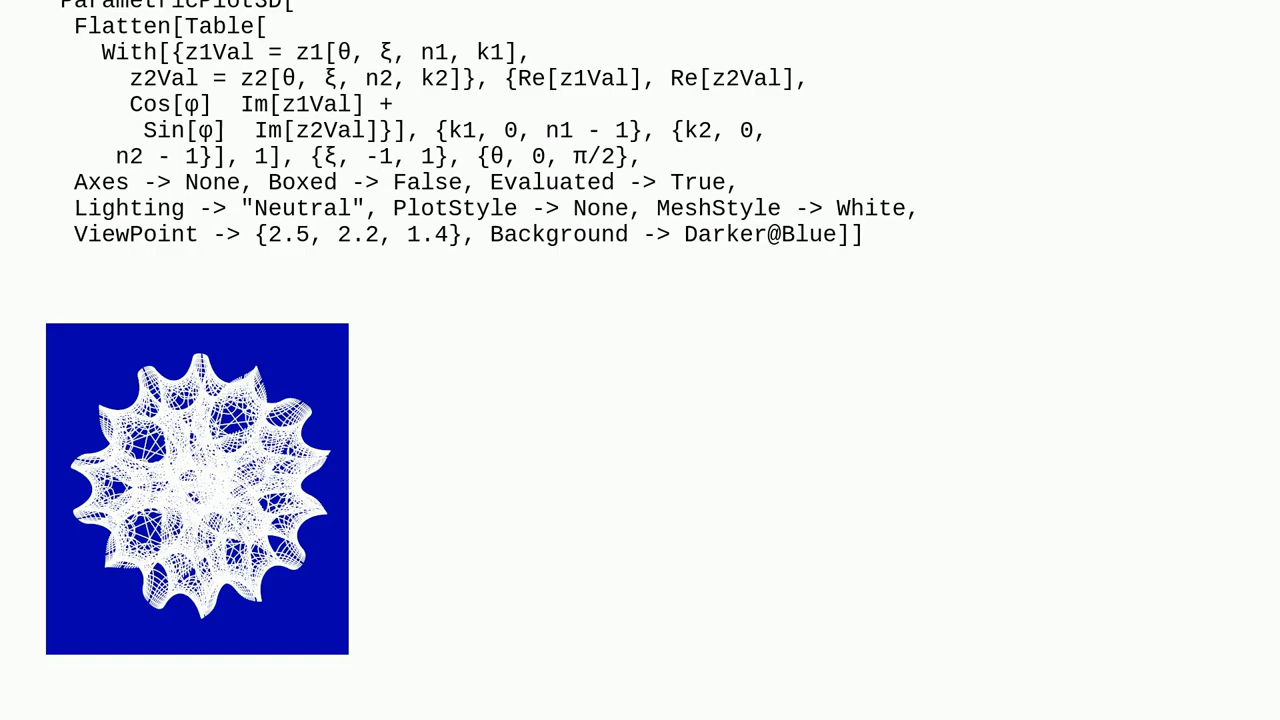 ParametricPlot3D[
Flatten[Table[
With[{z1Val = z1[θ, ξ, n1, k1],
z2Val = z2[θ, ξ, n2, k2]}, {Re[z1Val], Re[z2Val],
Cos[φ]  Im[z1Val] +
Sin[φ]  Im[z2Val]}], {k1, 0, n1 - 1}, {k2, 0,
n2 - 1}], 1], {ξ, -1, 1}, {θ, 0, π/2},
Axes -> None, Boxed -> False, Evaluated -> True,
Lighting -> "Neutral", PlotStyle -> None, MeshStyle -> White,
ViewPoint -> {2.5, 2.2, 1.4}, Background -> Darker@Blue]]